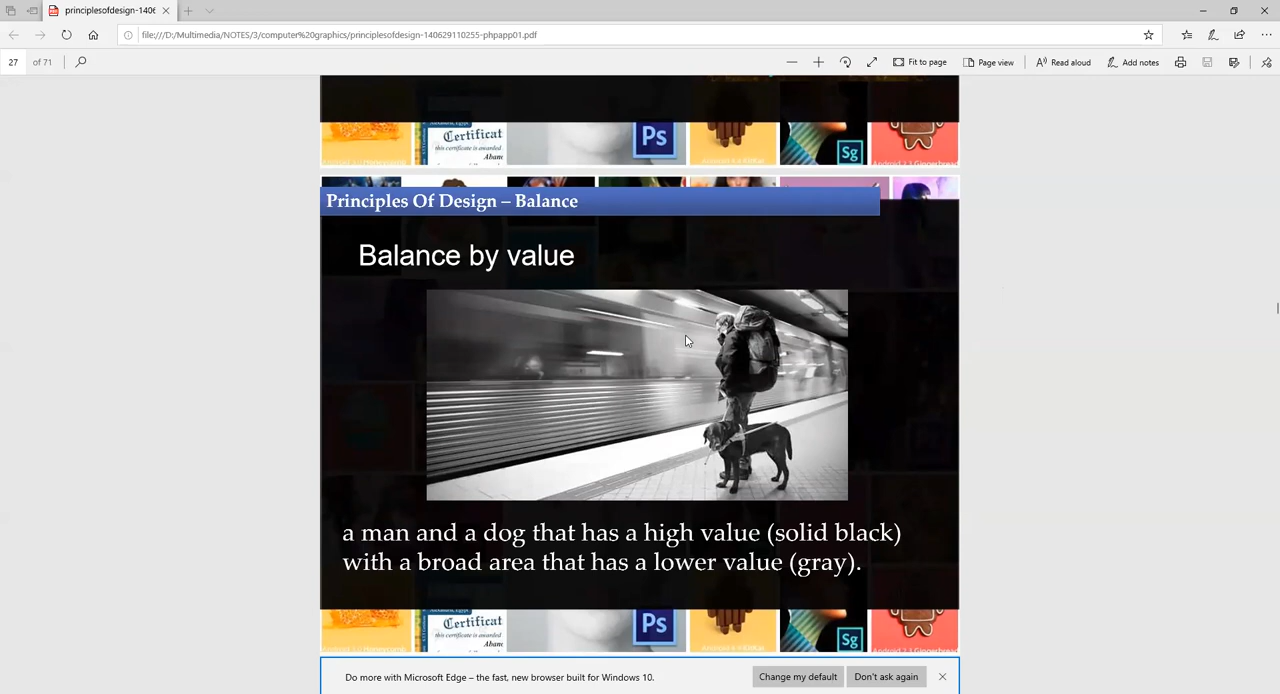 principlesofdesign-1406
file:///D:/Multimedia/NOTES/3/computer%20graphics/principlesofdesign-140629110255-phpapp01.pdf
27 of 71
Fit to page
Page view
Read aloud
Add notes
Certificat
this certificate is awarded
Aban
Ps
Sg
Principles Of Design – Balance
Balance by value
a man and a dog that has a high value (solid black)
with a broad area that has a lower value (gray).
Certificat
this certificate is awarded
Aban
Ps
Sg
Do more with Microsoft Edge – the fast, new browser built for Windows 10.
Change my default
Don't ask again